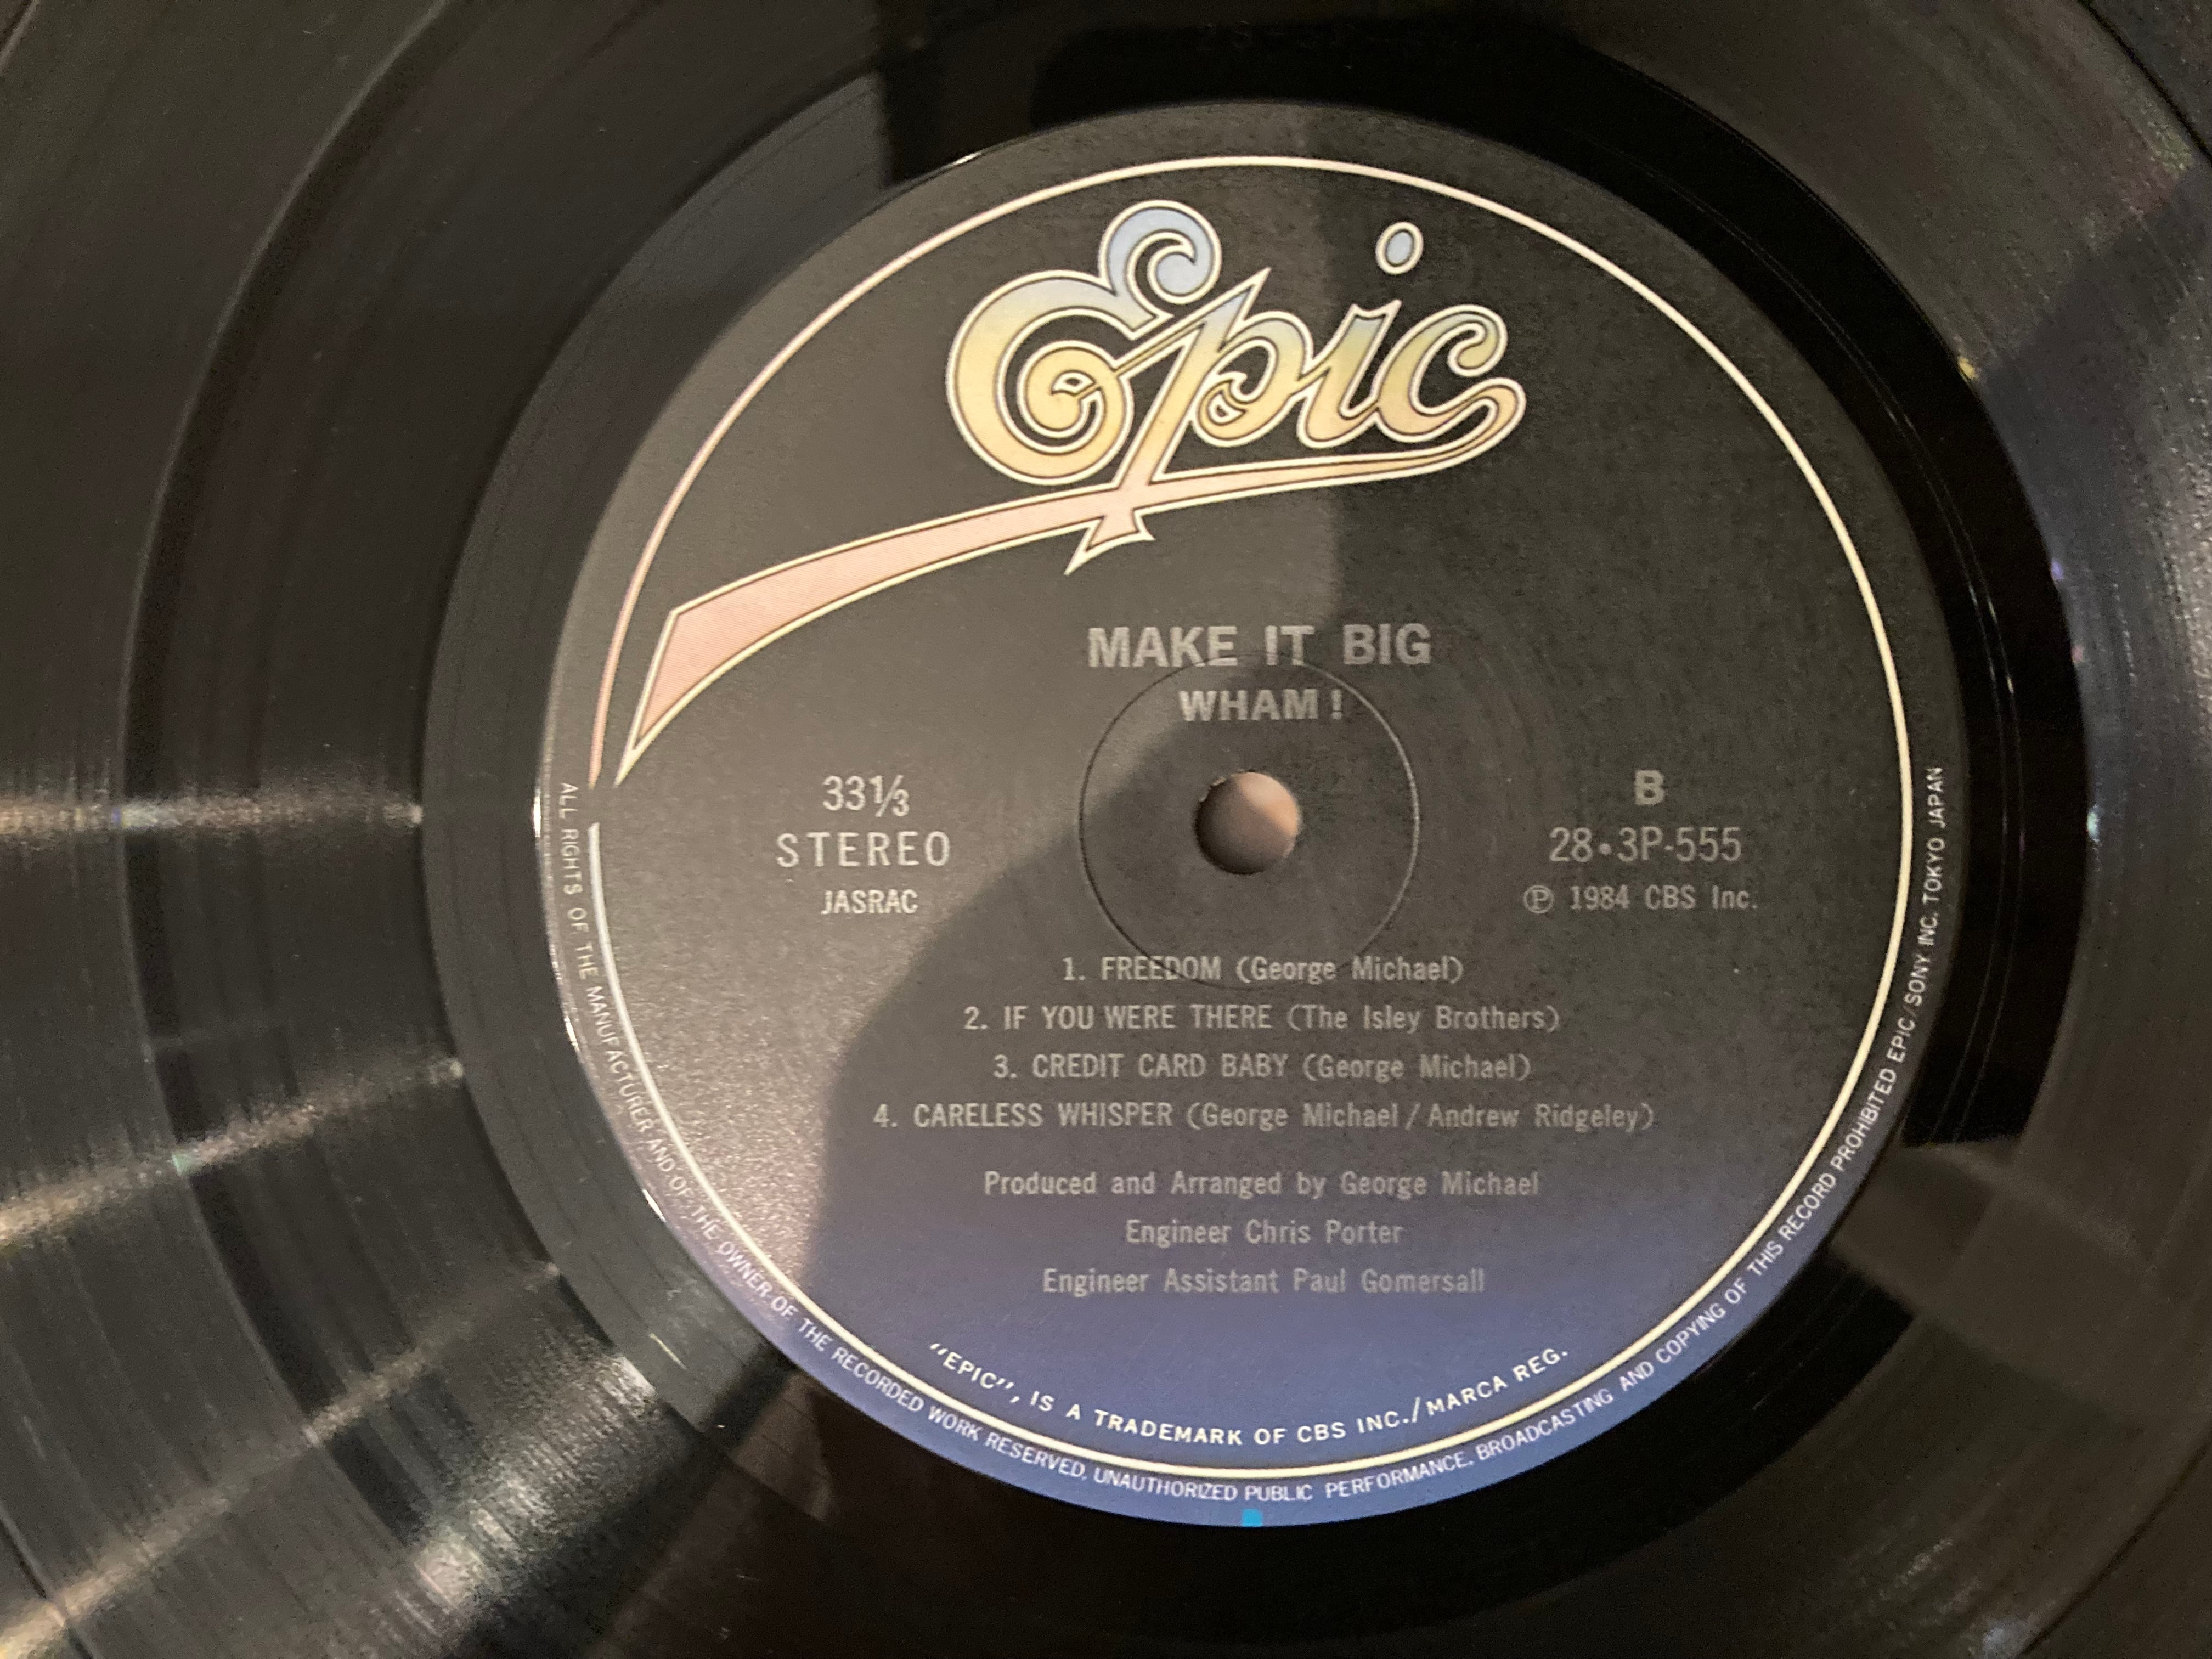 Epic
MAKE IT BIG
WHAM!
33⅓
STEREO
JASRAC
B
28•3P-555
℗ 1984 CBS Inc.
1. FREEDOM (George Michael)
2. IF YOU WERE THERE (The Isley Brothers)
3. CREDIT CARD BABY (George Michael)
4. CARELESS WHISPER (George Michael/Andrew Ridgeley)
Produced and Arranged by George Michael
Engineer Chris Porter
Engineer Assistant Paul Gomersall
"EPIC", IS A TRADEMARK OF CBS INC./MARCA REG.
ALL RIGHTS OF THE MANUFACTURER AND OF THE OWNER OF THE RECORDED WORK RESERVED. UNAUTHORIZED PUBLIC PERFORMANCE, BROADCASTING AND COPYING OF THIS RECORD PROHIBITED EPIC/SONY INC. TOKYO JAPAN